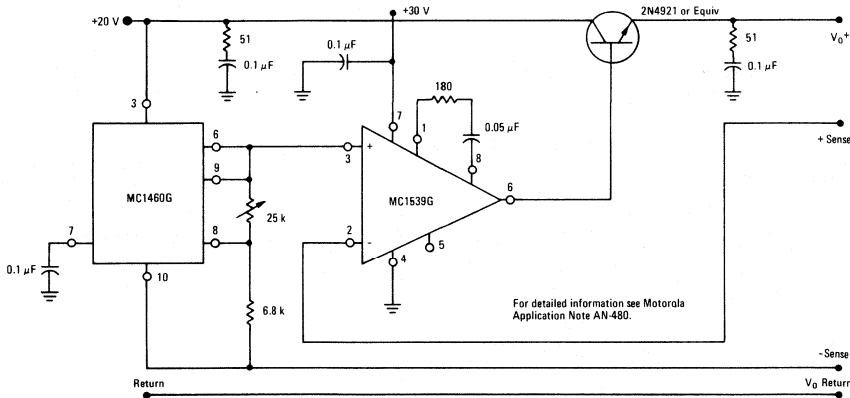 +20 V
+30 V
2N4921 or Equiv
51
0.1 μF
0.1 μF
180
0.05 μF
51
0.1 μF
V₀+
+ Sense
3
6
9
8
7
10
MC1460G
25 k
6.8 k
0.1 μF
3
+
2
-
7
1
8
6
5
4
MC1539G
For detailed information see Motorola
Application Note AN-480.
-Sense
Return
V₀ Return